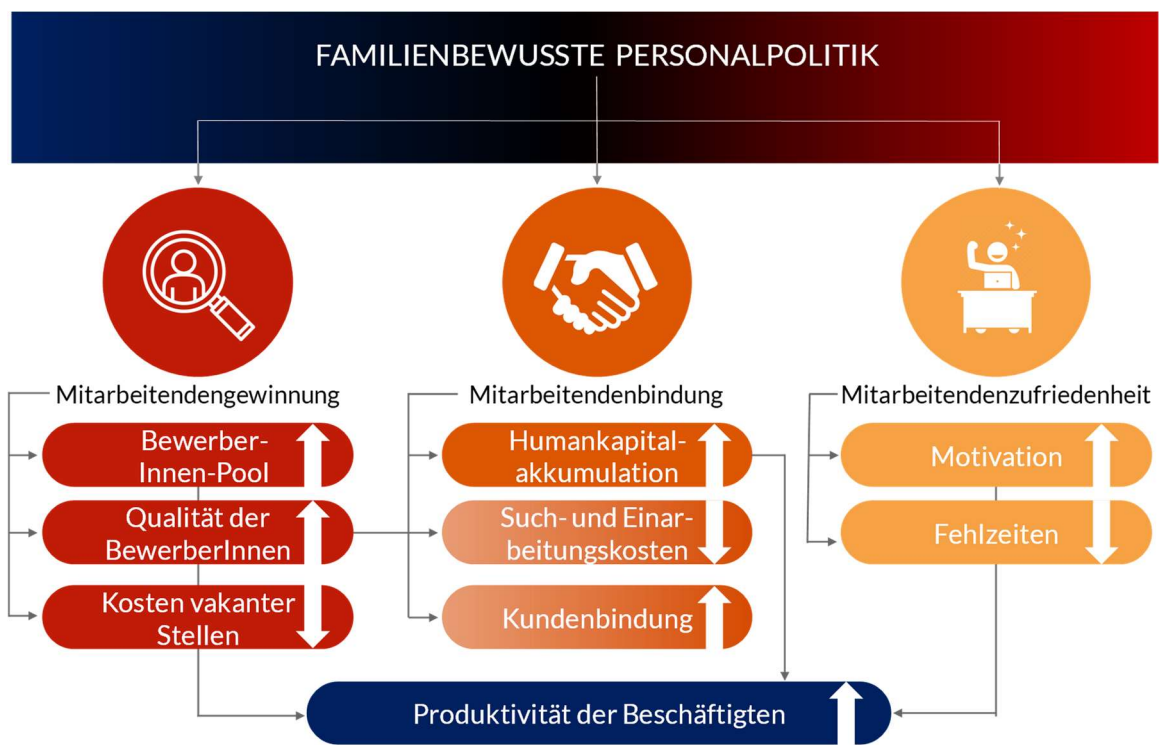 FAMILIENBEWUSSTE PERSONALPOLITIK
Mitarbeitendengewinnung
Bewerber-
Innen-Pool
Qualität der
BewerberInnen
Kosten vakanter
Stellen
Mitarbeitendenbindung
Humankapital-
akkumulation
Such- und Einar-
beitungskosten
Kundenbindung
Mitarbeitendenzufriedenheit
Motivation
Fehlzeiten
Produktivität der Beschäftigten